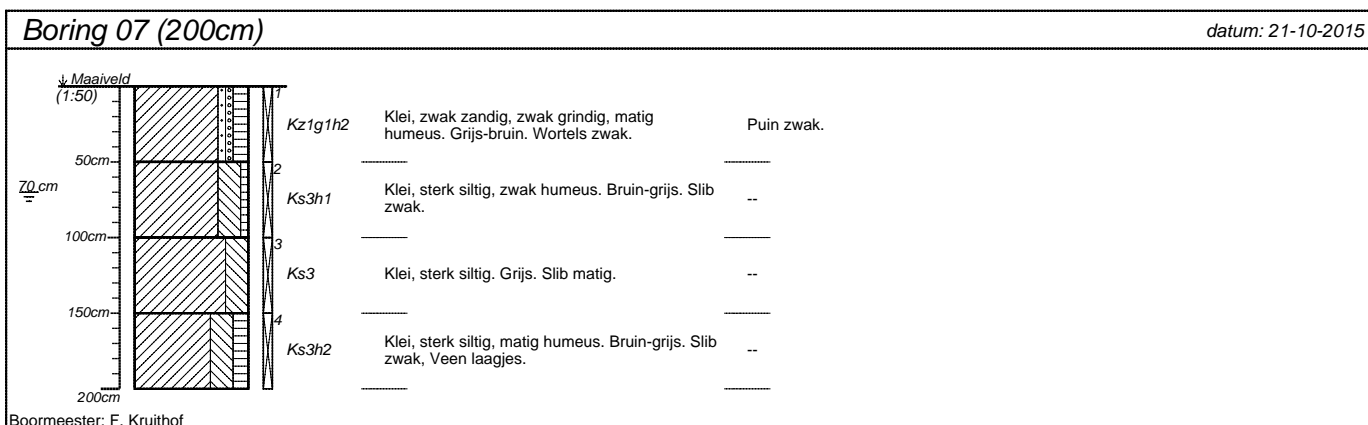 Boring 07 (200cm)
datum: 21-10-2015
Maaiveld
(1:50)
1
Kz1g1h2
Klei, zwak zandig, zwak grindig, matig
humeus. Grijs-bruin. Wortels zwak.
Puin zwak.
50cm
2
70 cm
Ks3h1
Klei, sterk siltig, zwak humeus. Bruin-grijs. Slib
zwak.
--
100cm
3
Ks3
Klei, sterk siltig. Grijs. Slib matig.
--
150cm
4
Ks3h2
Klei, sterk siltig, matig humeus. Bruin-grijs. Slib
zwak, Veen laagjes.
--
200cm
Boormeester: F. Kruithof